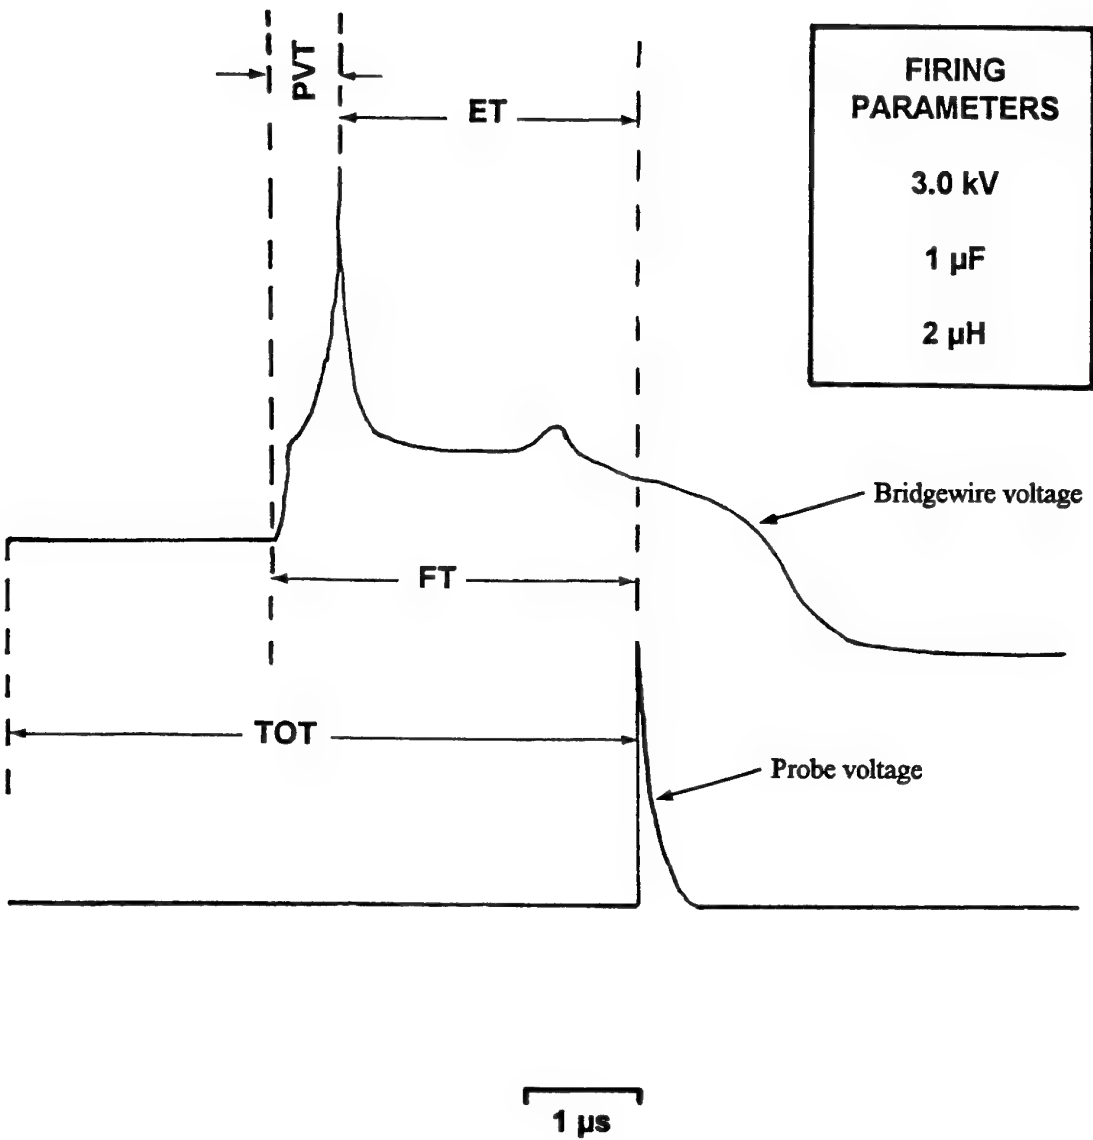 PVT
ET
FIRING
PARAMETERS
3.0 kV
1 µF
2 µH
Bridgewire voltage
FT
TOT
Probe voltage
1 µs